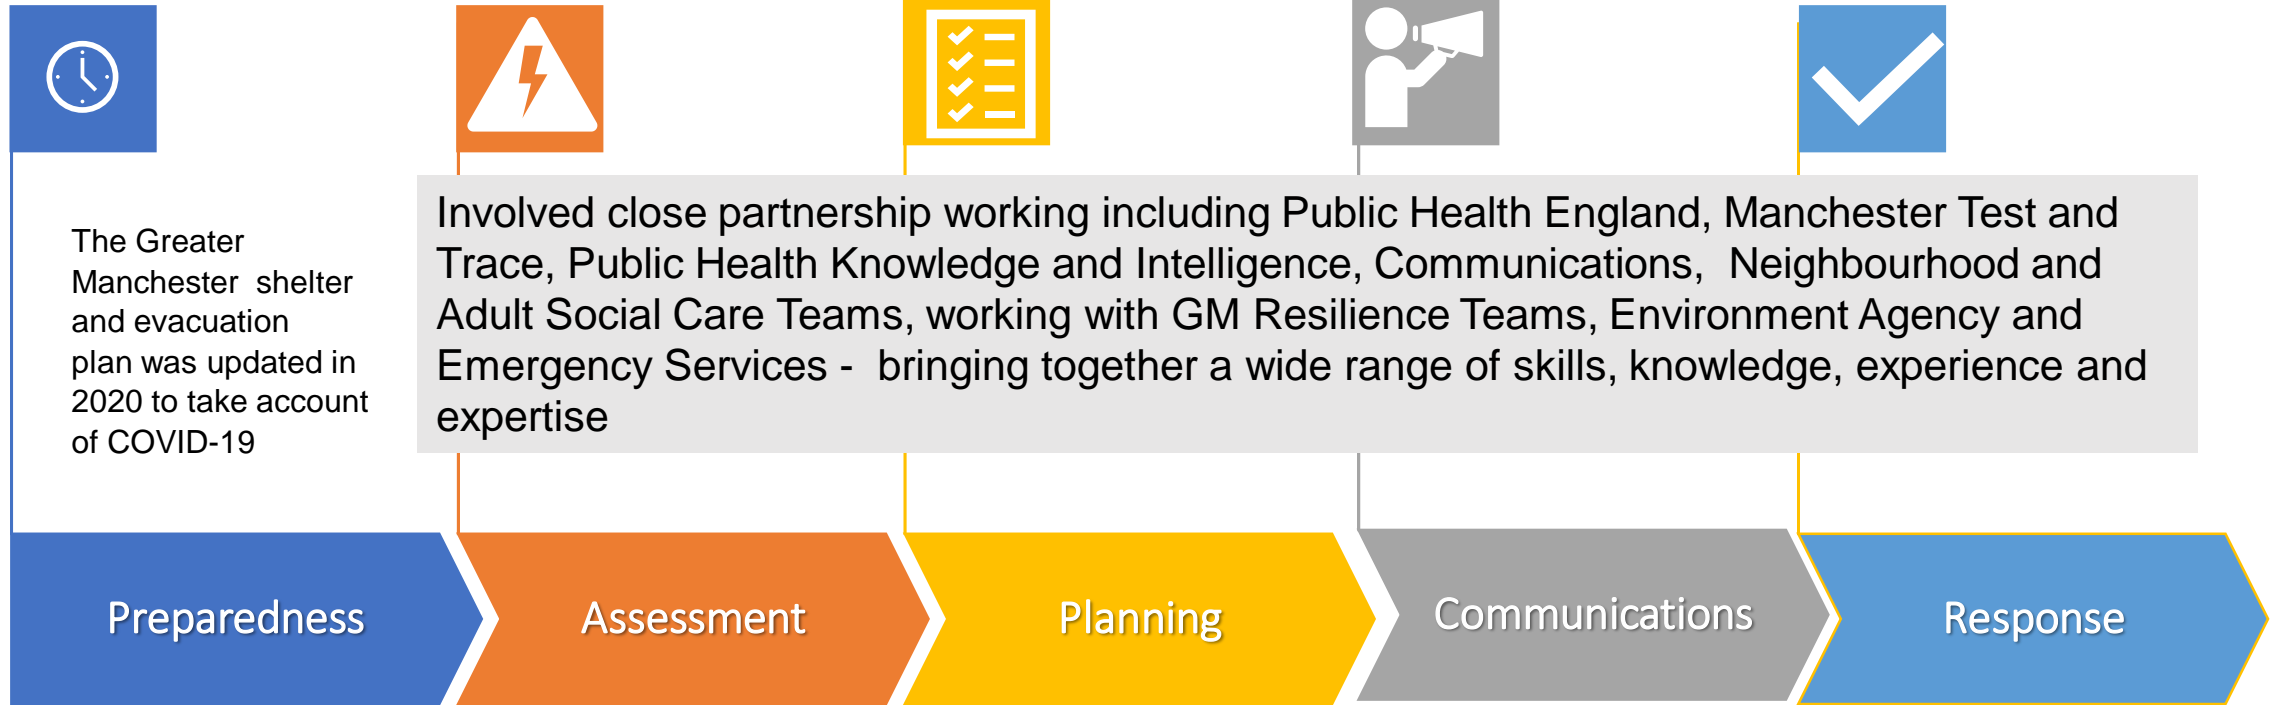 The Greater
Manchester  shelter
and evacuation
plan was updated in
2020 to take account
of COVID-19
Involved close partnership working including Public Health England, Manchester Test and
Trace, Public Health Knowledge and Intelligence, Communications,  Neighbourhood and
Adult Social Care Teams, working with GM Resilience Teams, Environment Agency and
Emergency Services -  bringing together a wide range of skills, knowledge, experience and
expertise
Preparedness
Assessment
Planning
Communications
Response